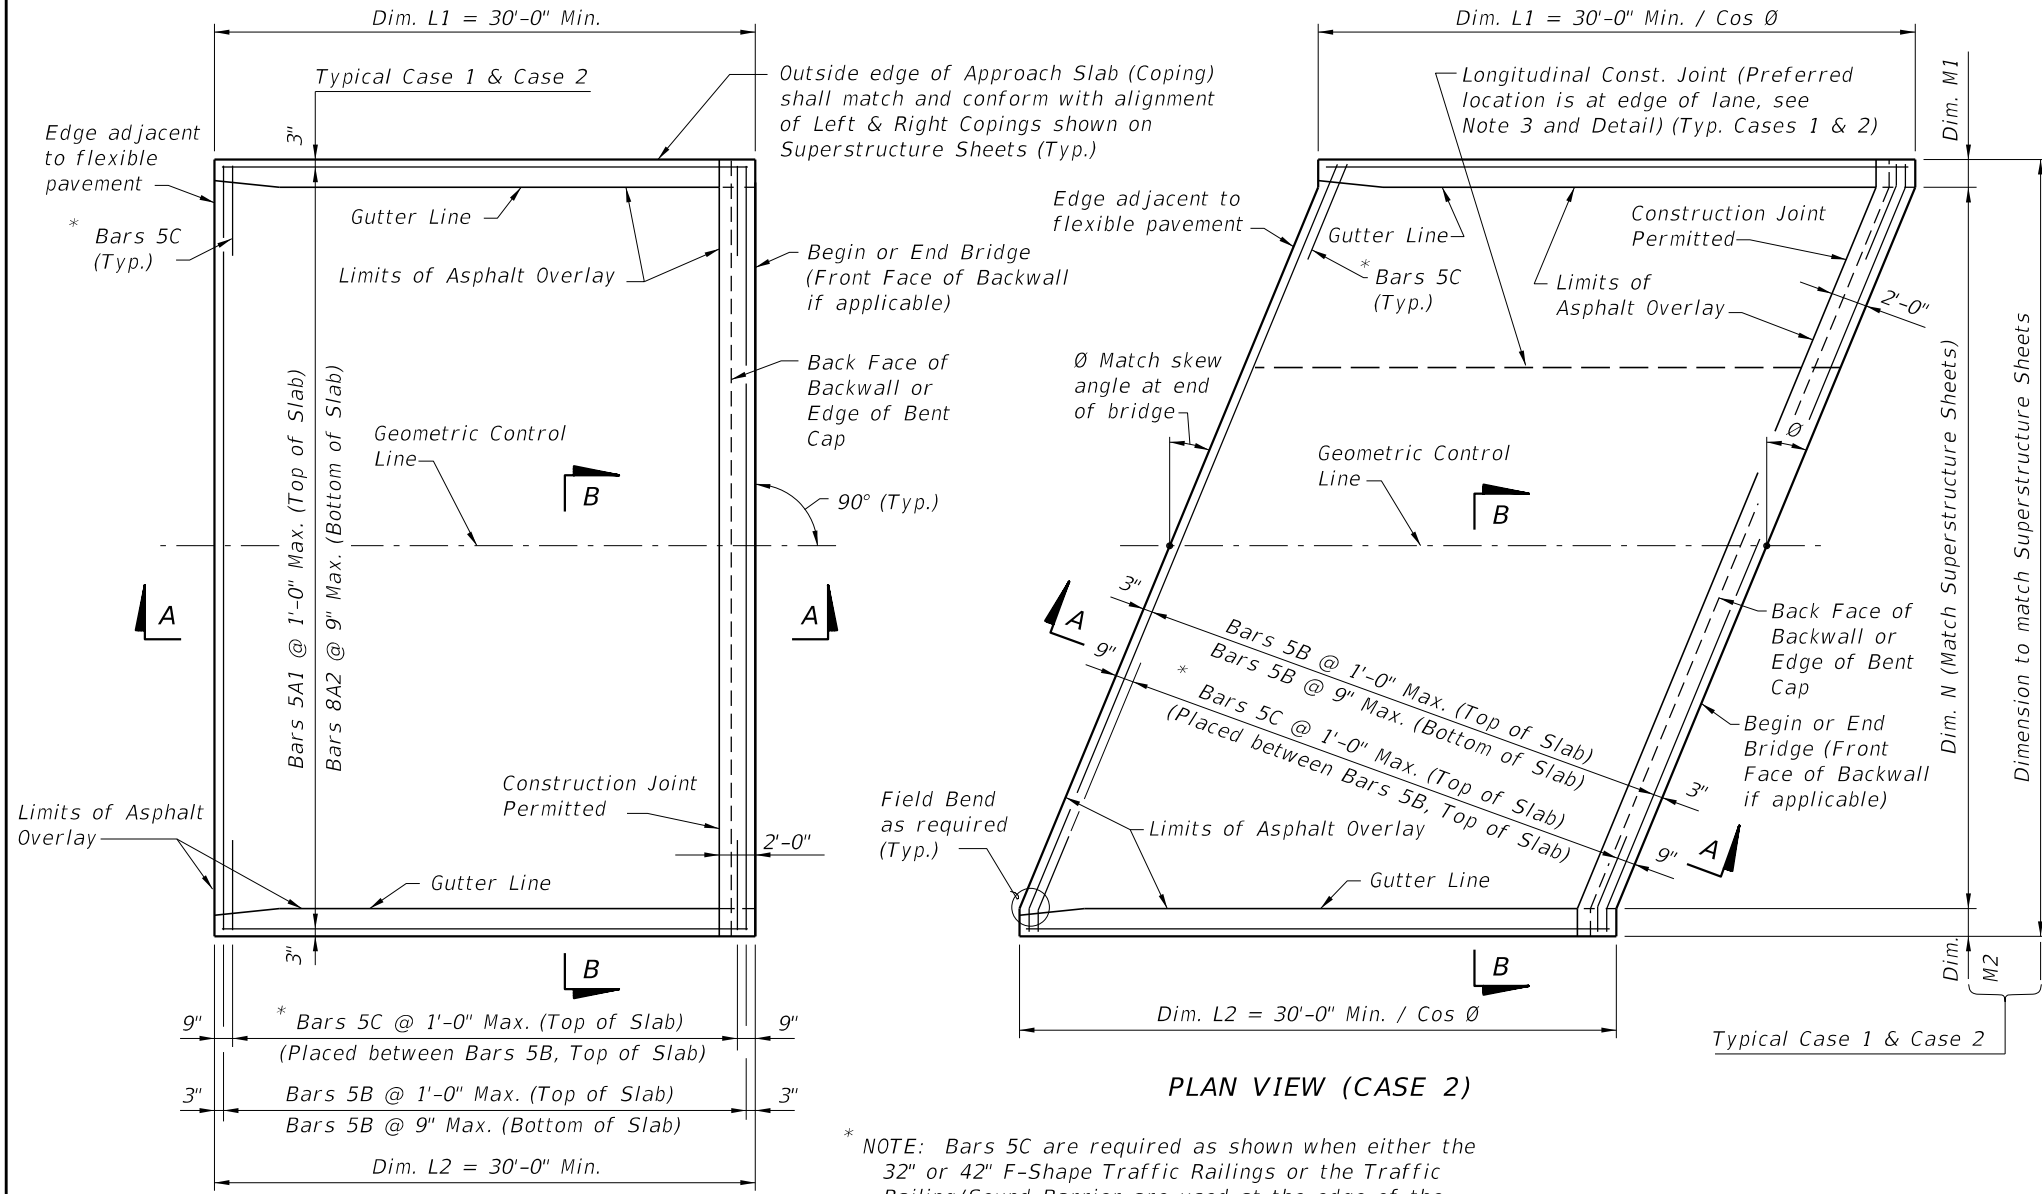 Dim. L1 = 30'-0" Min.
Typical Case 1 & Case 2
3"
Outside edge of Approach Slab (Coping)
shall match and conform with alignment
of Left & Right Copings shown on
Superstructure Sheets (Typ.)
Edge adjacent
to flexible
pavement
* Bars 5C
(Typ.)
Gutter Line
Limits of Asphalt Overlay
Begin or End Bridge
(Front Face of Backwall
if applicable)
Back Face of
Backwall or
Edge of Bent
Cap
Bars 5A1 @ 1'-0" Max. (Top of Slab)
Bars 8A2 @ 9" Max. (Bottom of Slab)
Geometric Control
Line
B
90° (Typ.)
A
A
Construction Joint
Permitted
Limits of Asphalt
Overlay
2'-0"
Gutter Line
3"
B
9"
* Bars 5C @ 1'-0" Max. (Top of Slab)
(Placed between Bars 5B, Top of Slab)
9"
3"
Bars 5B @ 1'-0" Max. (Top of Slab)
Bars 5B @ 9" Max. (Bottom of Slab)
3"
Dim. L2 = 30'-0" Min.
Dim. L1 = 30'-0" Min. / Cos Ø
Longitudinal Const. Joint (Preferred
location is at edge of lane, see
Note 3 and Detail) (Typ. Cases 1 & 2)
Dim. M1
Edge adjacent to
flexible pavement
Gutter Line
* Bars 5C
(Typ.)
Construction Joint
Permitted
Limits of
Asphalt Overlay
2'-0"
Ø Match skew
angle at end
of bridge
Ø
Geometric Control
Line
B
Dim. N (Match Superstructure Sheets)
Dimension to match Superstructure Sheets
3"
A
9"
Bars 5B @ 1'-0" Max. (Top of Slab)
Bars 5B @ 9" Max. (Bottom of Slab)
* Bars 5C @ 1'-0" Max. (Top of Slab)
(Placed between Bars 5B, Top of Slab)
3"
9"
A
Back Face of
Backwall or
Edge of Bent
Cap
Begin or End
Bridge (Front
Face of Backwall
if applicable)
Field Bend
as required
(Typ.)
Limits of Asphalt Overlay
Gutter Line
B
Dim.
M2
Dim. L2 = 30'-0" Min. / Cos Ø
Typical Case 1 & Case 2
PLAN VIEW (CASE 2)
* NOTE: Bars 5C are required as shown when either the
32" or 42" F-Shape Traffic Railings or the Traffic
Railing/Sound Barrier are used at the edge of the